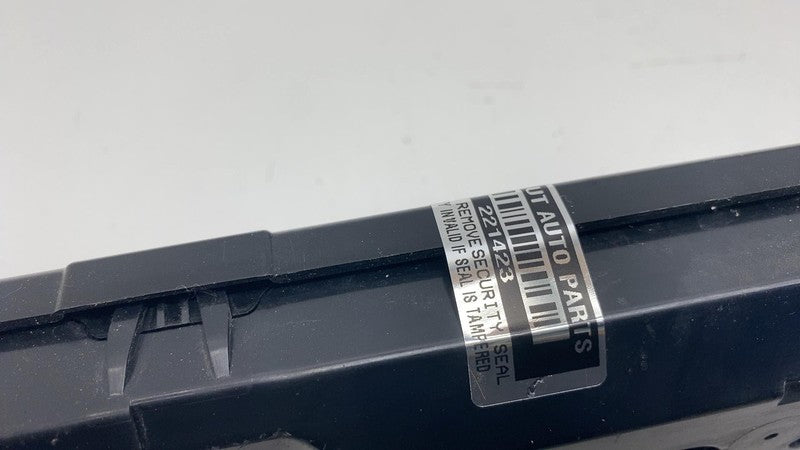 UT AUTO PARTS
221423
REMOVE SECURITY SEAL
INVALID IF SEAL IS TAMPERED